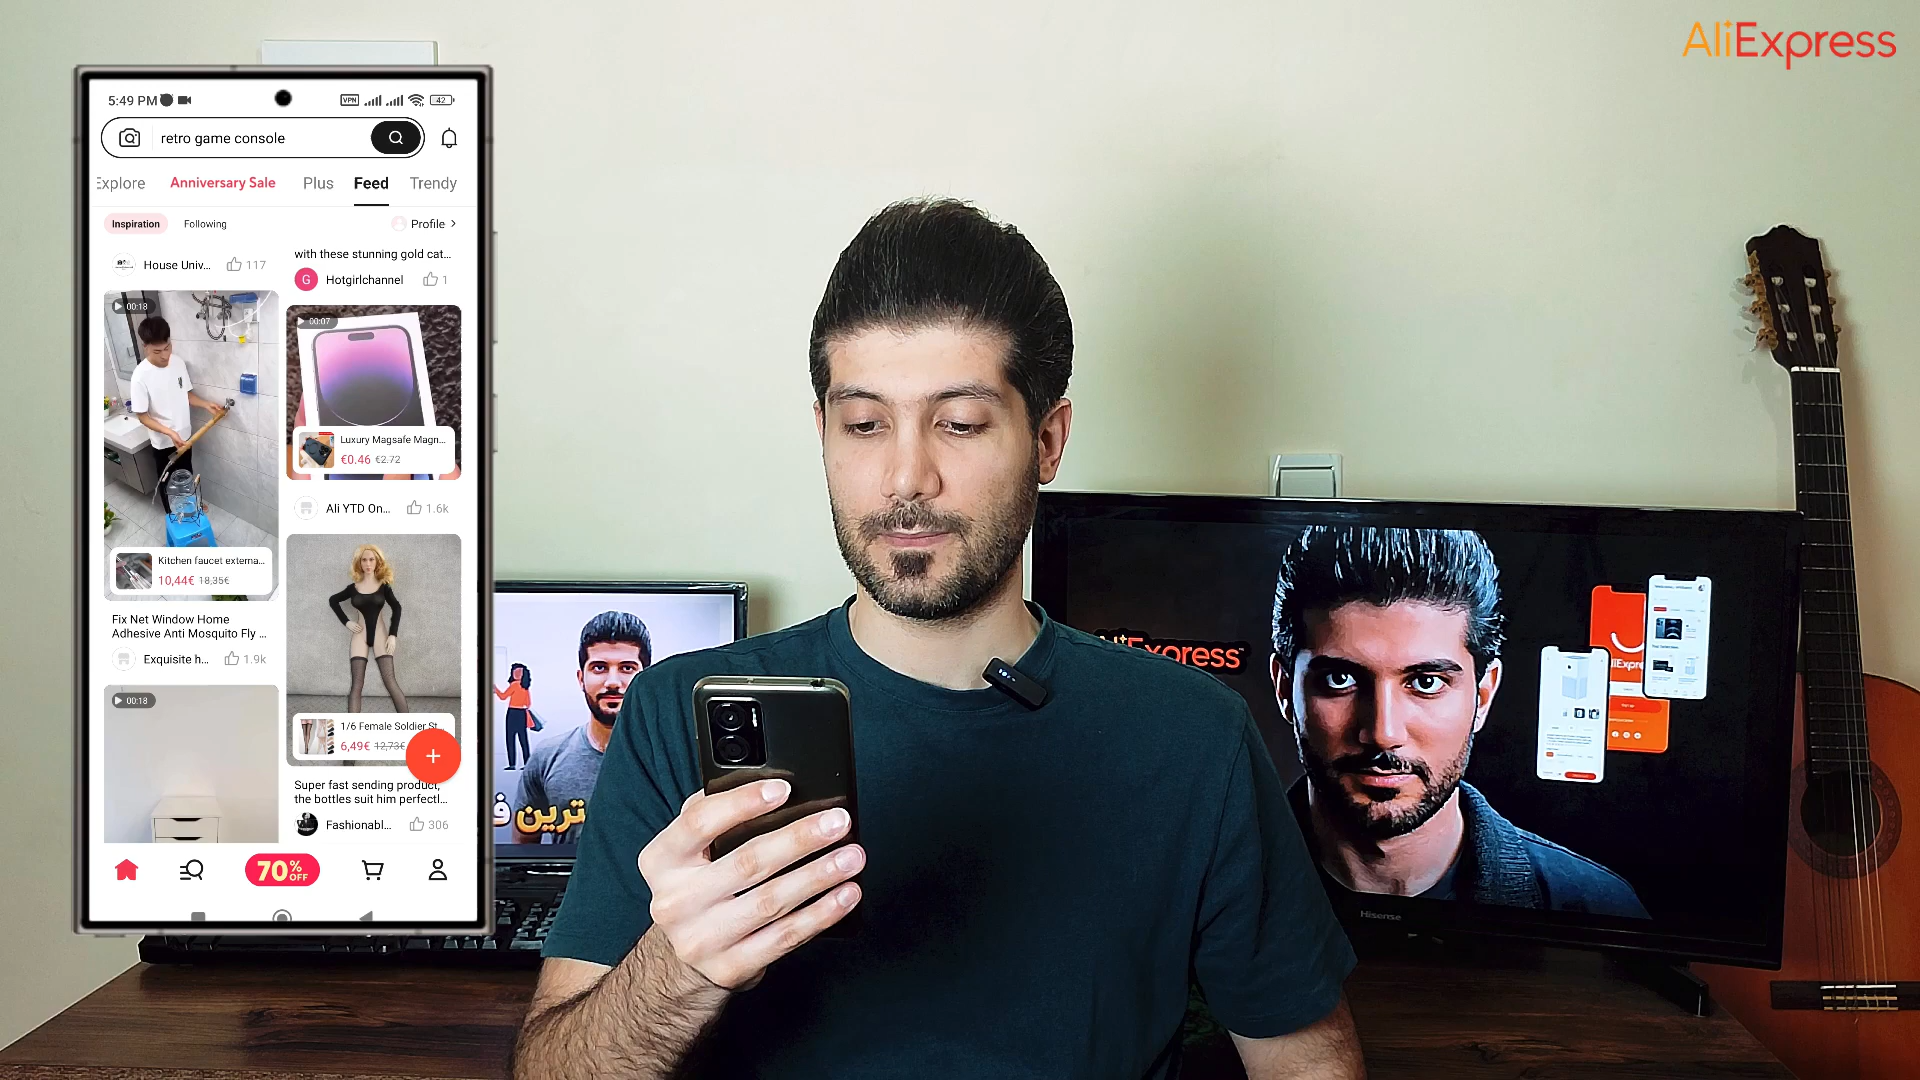 AliExpress
5:49 PM
VPN
42
retro game console
Explore Anniversary Sale Plus Feed Trendy
Inspiration Following Profile
House Univ... 117
with these stunning gold cat...
G Hotgirlchannel 1
00:18
Kitchen faucet externa...
10,44€ 18,35€
Fix Net Window Home
Adhesive Anti Mosquito Fly ...
Exquisite h... 1.9k
00:18
00:07
Luxury Magsafe Magn...
€0.46 €2.72
Ali YTD On... 1.6k
1/6 Female Soldier St...
6,49€ 12,73€
+
Super fast sending product,
the bottles suit him perfectl...
Fashionabl... 306
70% OFF
AliExpress
Hisense